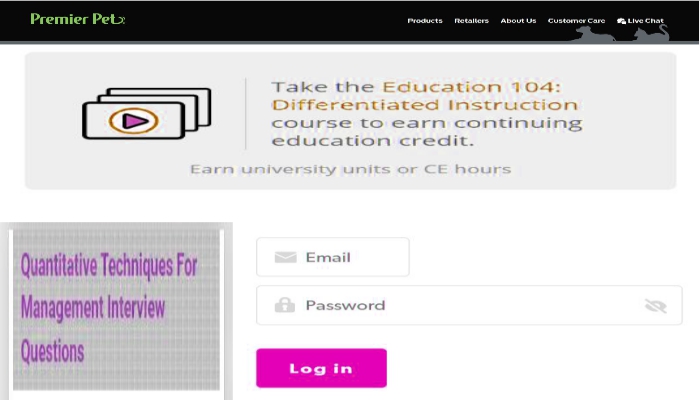 Premier Pet
Products Retailers About Us Customer Care Live Chat
Take the Education 104:
Differentiated Instruction
course to earn continuing
education credit.
Earn university units or CE hours
Quantitative Techniques For
Management Interview
Questions
Email
Password
Log in